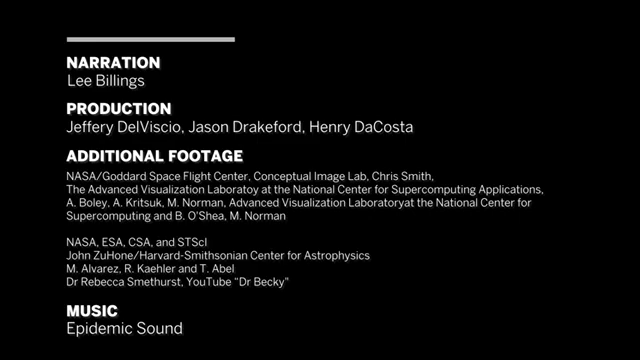 NARRATION
Lee Billings
PRODUCTION
Jeffery DelViscio, Jason Drakeford, Henry DaCosta
ADDITIONAL FOOTAGE
NASA/Goddard Space Flight Center, Conceptual Image Lab, Chris Smith,
The Advanced Visualization Laboratoy at the National Center for Supercomputing Applications,
A. Boley, A. Kritsuk, M. Norman, Advanced Visualization Laboratoryat the National Center for
Supercomputing and B. O'Shea, M. Norman
NASA, ESA, CSA, and STScI
John ZuHone/Harvard-Smithsonian Center for Astrophysics
M. Alvarez, R. Kaehler and T. Abel
Dr Rebecca Smethurst, YouTube "Dr Becky"
MUSIC
Epidemic Sound